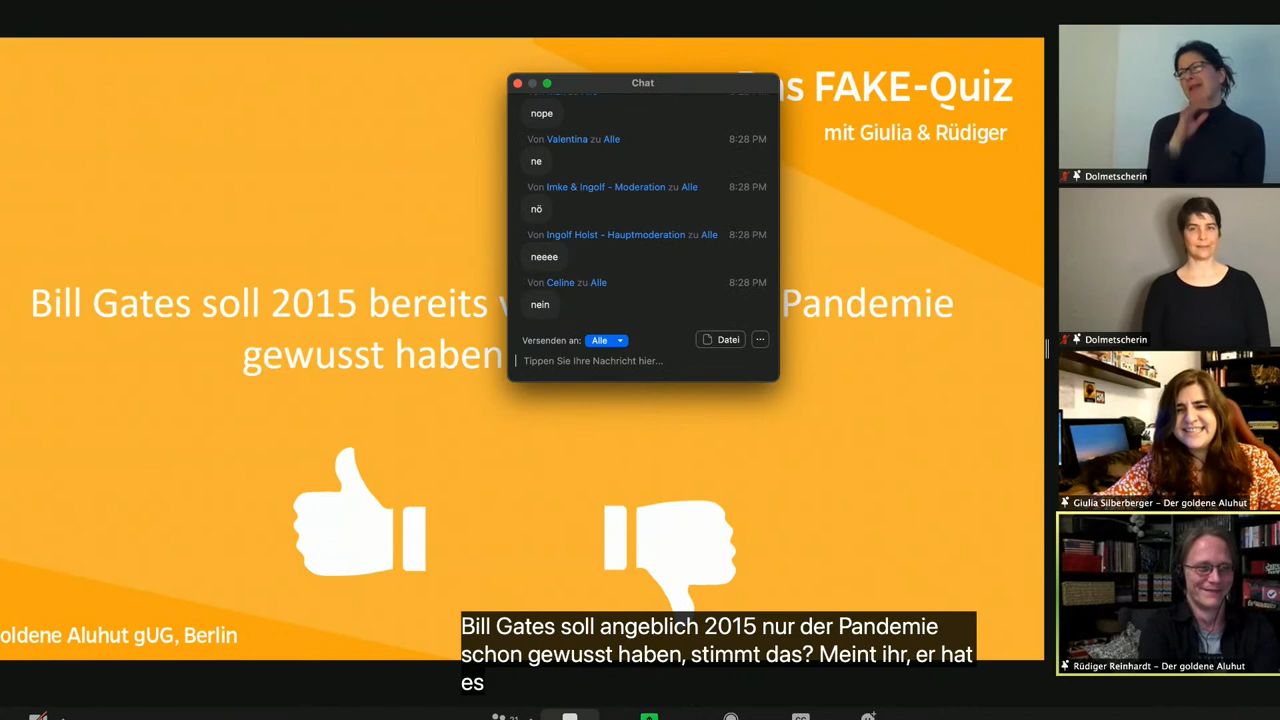 FAKE-Quiz
mit Giulia & Rüdiger
Chat
nope
Von Valentina zu Alle 8:28 PM
ne
Von Imke & Ingolf - Moderation zu Alle 8:28 PM
nö
Von Ingolf Holst - Hauptmoderation zu Alle 8:28 PM
neeee
Von Celine zu Alle 8:28 PM
nein
Versenden an: Alle Datei ...
Tippen Sie Ihre Nachricht hier...
Bill Gates soll 2015 bereits Pandemie
gewusst haben
oldene Aluhut gUG, Berlin
Bill Gates soll angeblich 2015 nur der Pandemie
schon gewusst haben, stimmt das? Meint ihr, er hat
es
Dolmetscherin
Dolmetscherin
Giulia Silberberger – Der goldene Aluhut
Rüdiger Reinhardt – Der goldene Aluhut